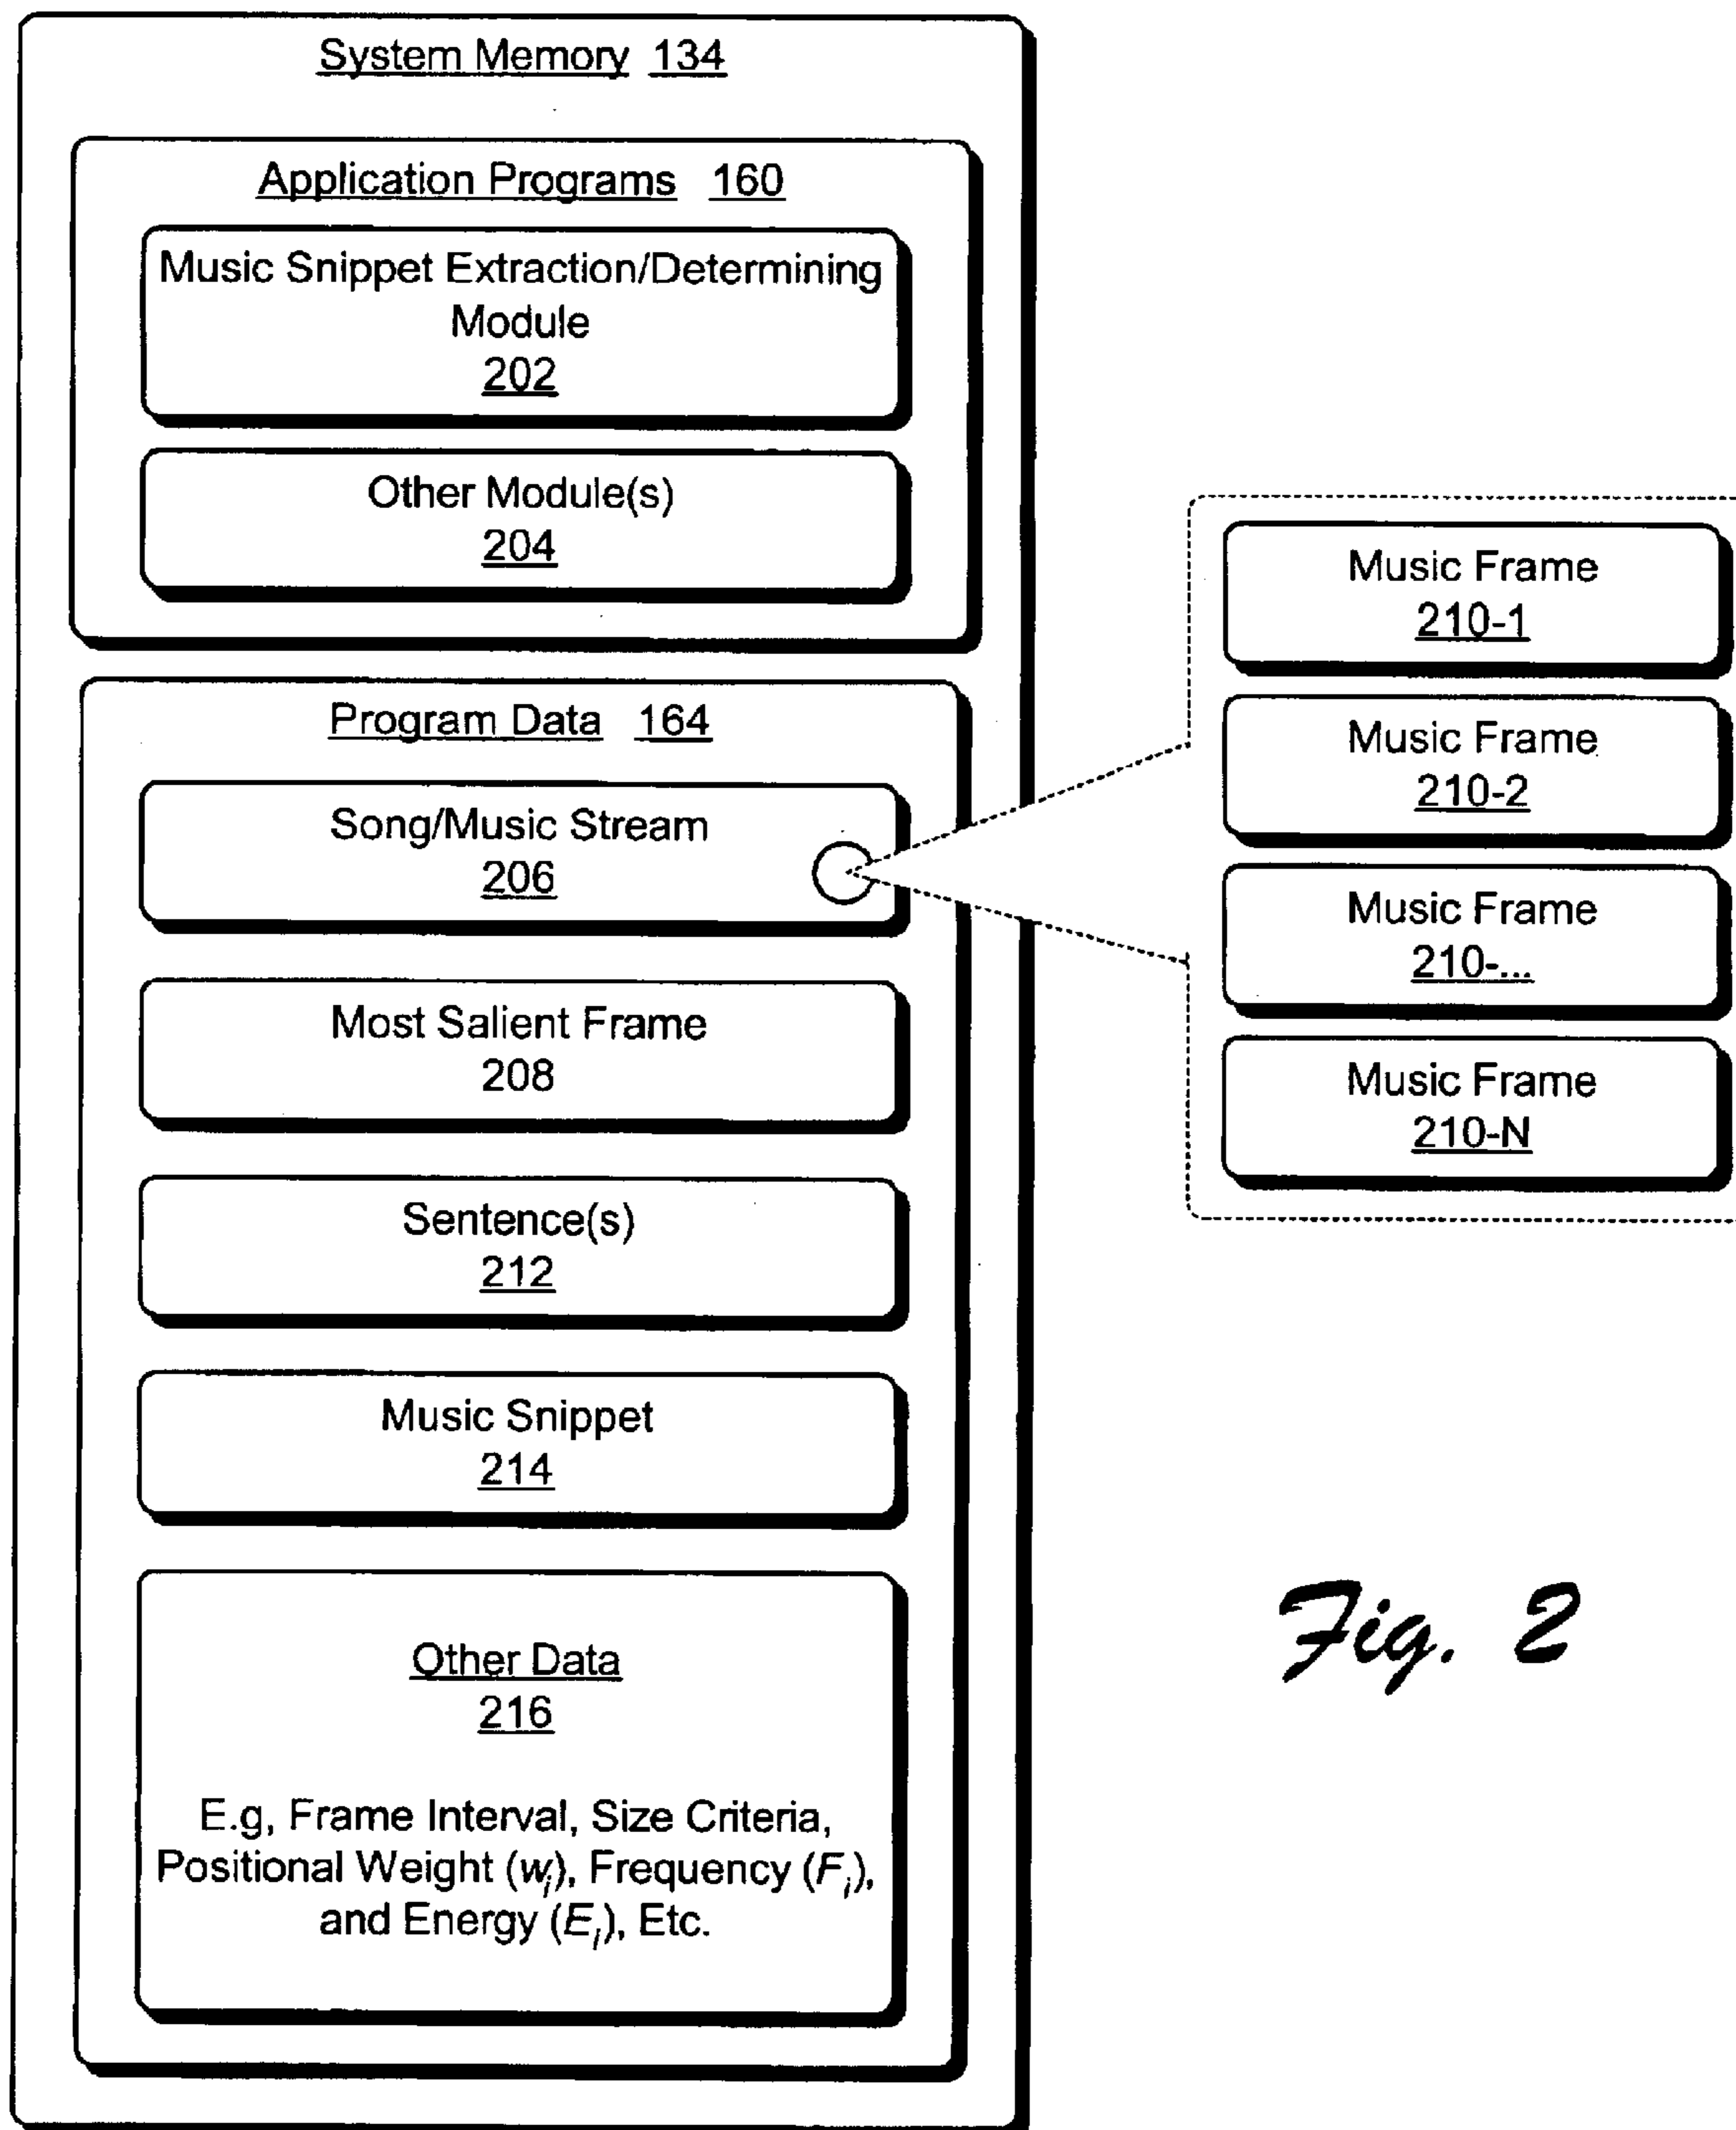 System Memory 134
Application Programs 160
Music Snippet Extraction/Determining
Module
202
Other Module(s)
204
Program Data 164
Song/Music Stream
206
Most Salient Frame
208
Sentence(s)
212
Music Snippet
214
Other Data
216
E.g, Frame Interval, Size Criteria,
Positional Weight (wᵢ), Frequency (Fᵢ),
and Energy (Eᵢ), Etc.
Music Frame
210-1
Music Frame
210-2
Music Frame
210-...
Music Frame
210-N
Fig. 2